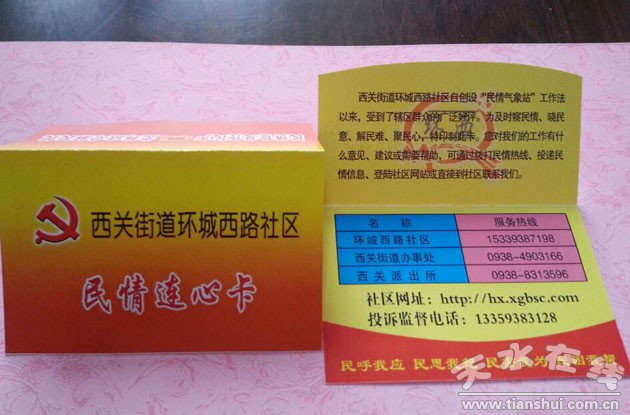 西关街道环城西路社区
民情连心卡
西关街道环城西路社区自创设“民情气象站”工作法
以来，受到了辖区群众的广泛好评。为及时察民情、晓民
意、解民难、聚民心，特印制此卡。您对我们的工作有什
么意见、建议或需要帮助，可通过拨打民情热线、投递民
情信息、登陆社区网站或直接到社区联系我们。
名 称 服务热线
环城西路社区 15339387198
西关街道办事处 0938-4903166
西关派出所 0938-8313596
社区网址：http://hx.xgbsc.com
投诉监督电话：13359383128
民呼我应 民思我想
天水在线
www.tianshui.com.cn